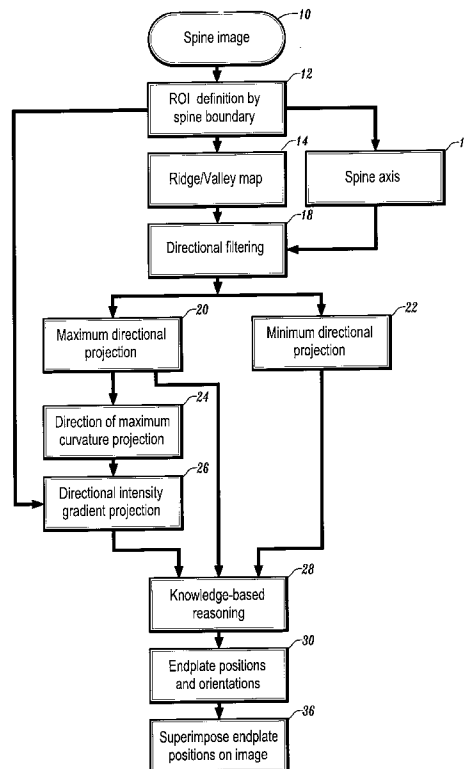 10
Spine image
12
ROI definition by
spine boundary
14
Ridge/Valley map
1
Spine axis
18
Directional filtering
20
Maximum directional
projection
22
Minimum directional
projection
24
Direction of maximum
curvature projection
26
Directional intensity
gradient projection
28
Knowledge-based
reasoning
30
Endplate positions
and orientations
36
Superimpose endplate
positions on image